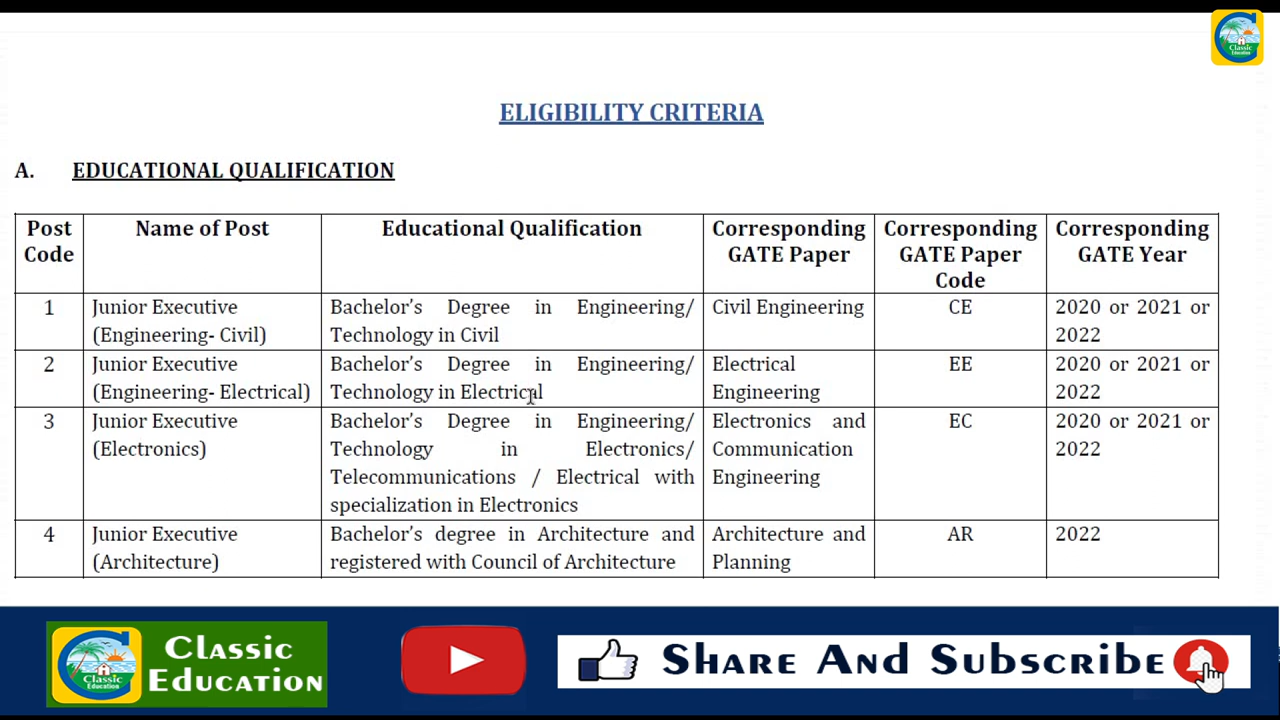 Classic
Education
ELIGIBILITY CRITERIA
A. EDUCATIONAL QUALIFICATION
Post Code Name of Post Educational Qualification Corresponding GATE Paper Corresponding GATE Paper Code Corresponding GATE Year
1 Junior Executive (Engineering- Civil) Bachelor's Degree in Engineering/ Technology in Civil Civil Engineering CE 2020 or 2021 or 2022
2 Junior Executive (Engineering- Electrical) Bachelor's Degree in Engineering/ Technology in Electrical Electrical Engineering EE 2020 or 2021 or 2022
3 Junior Executive (Electronics) Bachelor's Degree in Engineering/ Technology in Electronics/ Telecommunications / Electrical with specialization in Electronics Electronics and Communication Engineering EC 2020 or 2021 or 2022
4 Junior Executive (Architecture) Bachelor's degree in Architecture and registered with Council of Architecture Architecture and Planning AR 2022
Classic
Education
Classic
Education
Share And Subscribe